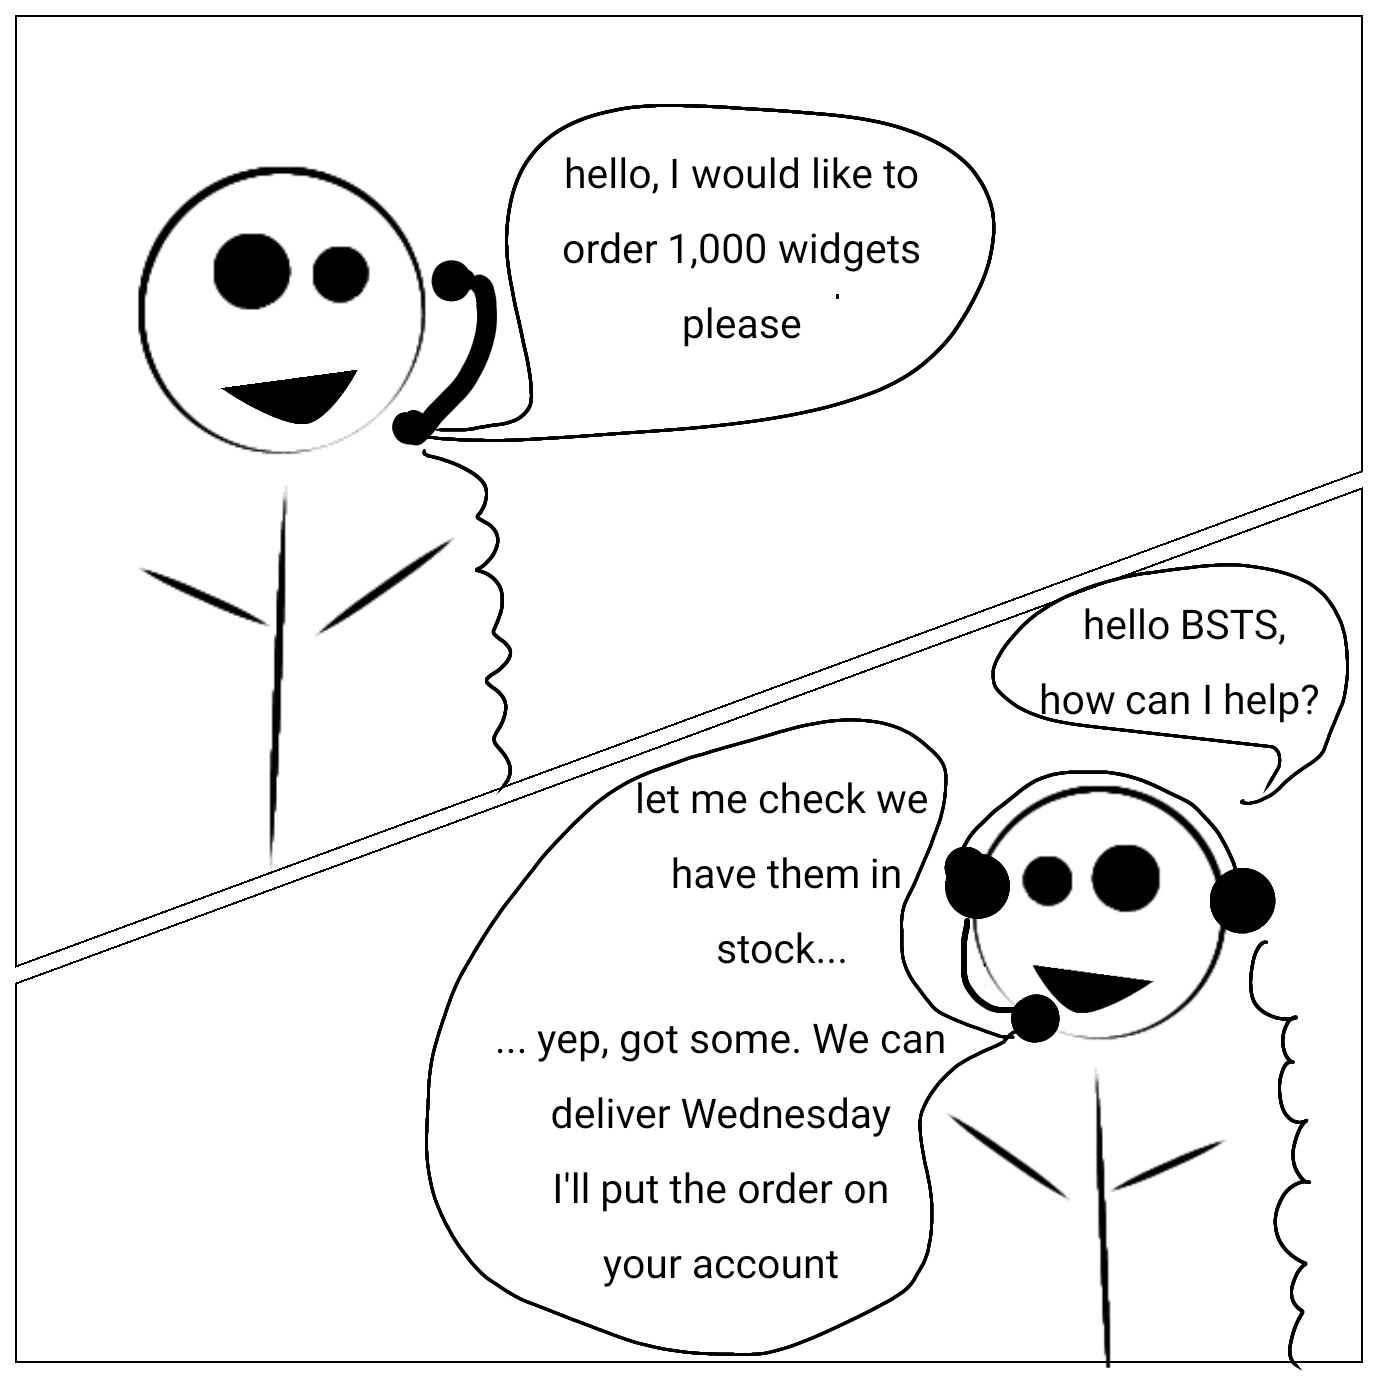 hello, I would like to
order 1,000 widgets
please
hello BSTS,
how can I help?
let me check we
have them in
stock...
... yep, got some. We can
deliver Wednesday
I'll put the order on
your account